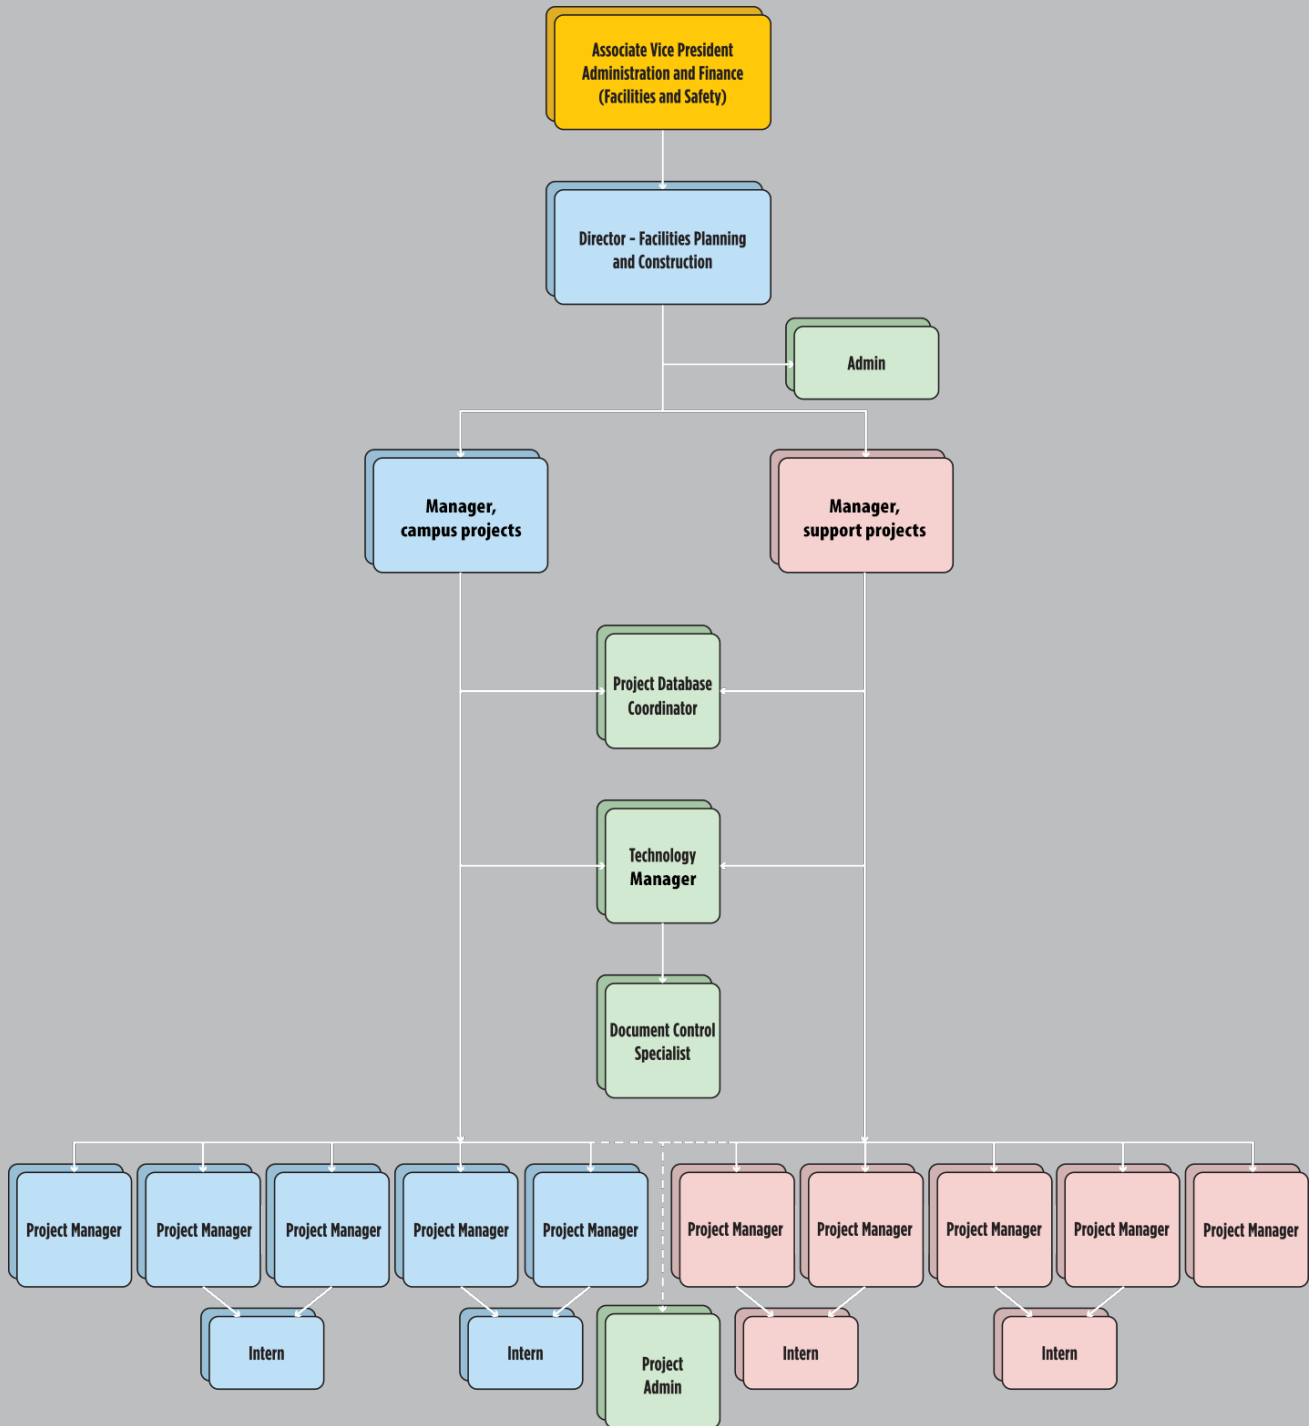 Associate Vice President
Administration and Finance
(Facilities and Safety)
Director - Facilities Planning
and Construction
Admin
Manager,
campus projects
Manager,
support projects
Project Database
Coordinator
Technology
Manager
Document Control
Specialist
Project Manager
Project Manager
Project Manager
Project Manager
Project Manager
Project Manager
Project Manager
Project Manager
Project Manager
Project Manager
Intern
Intern
Project
Admin
Intern
Intern